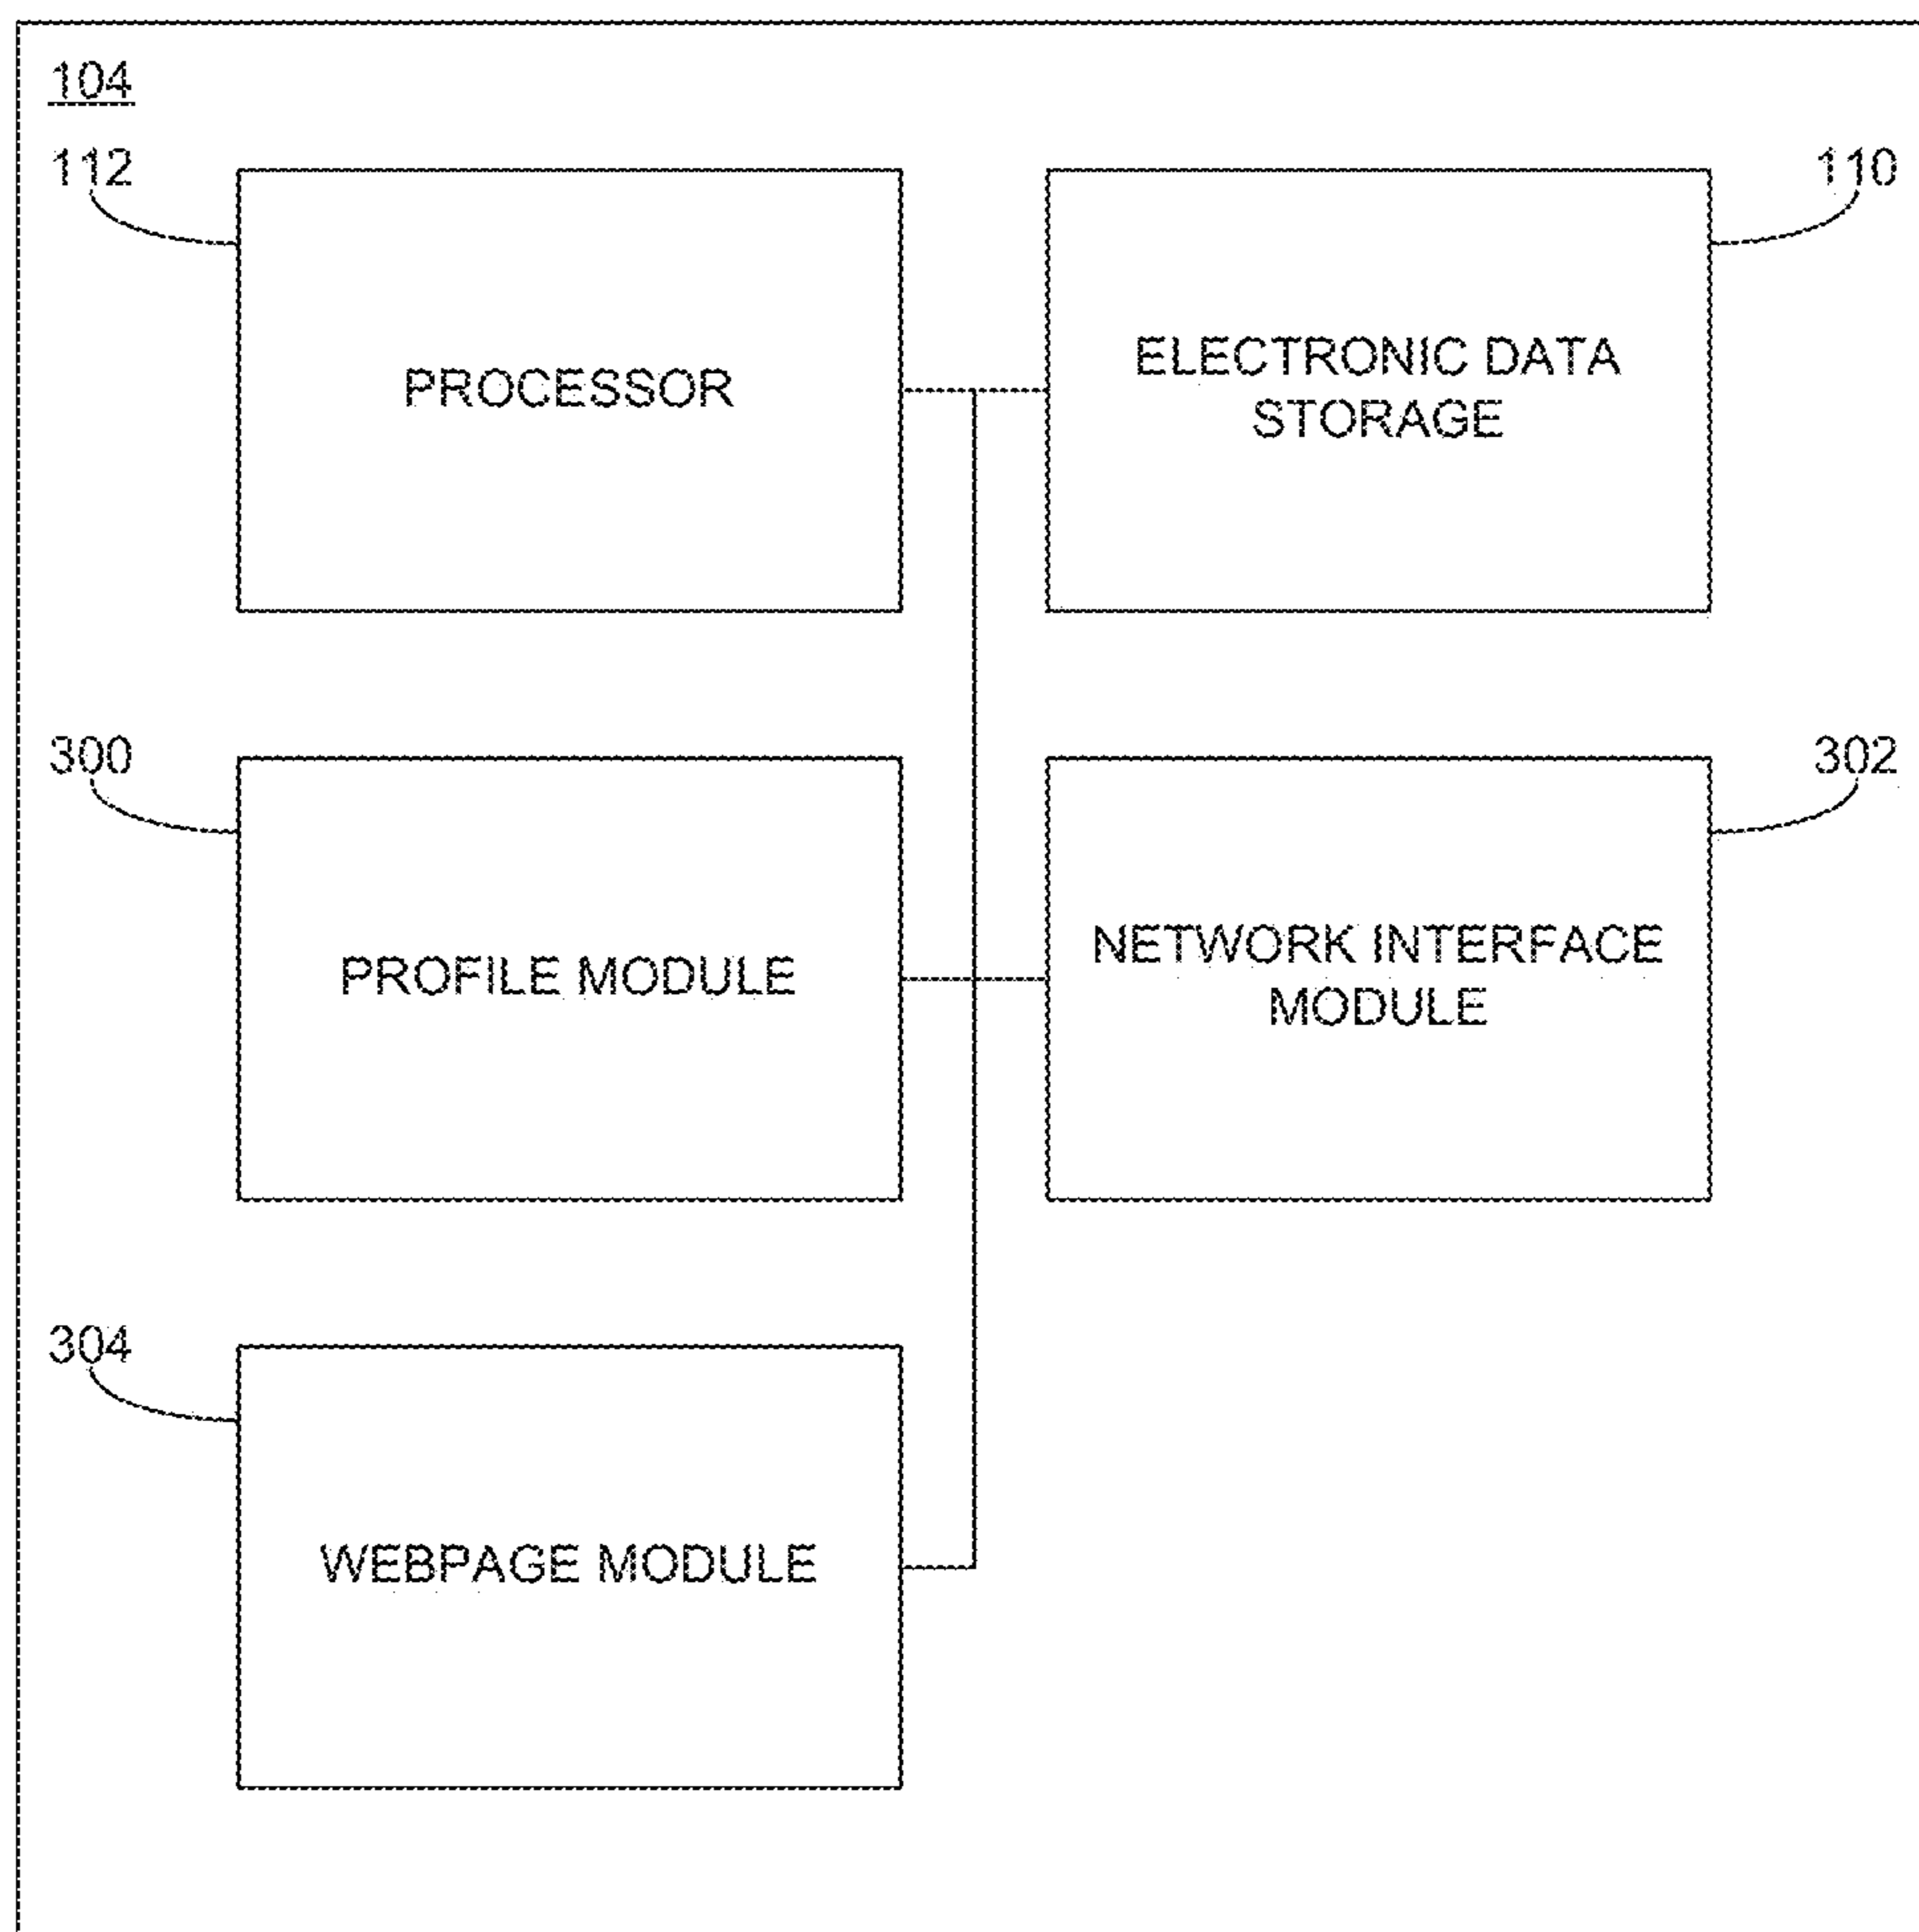 104
112
110
PROCESSOR
ELECTRONIC DATA
STORAGE
300
302
PROFILE MODULE
NETWORK INTERFACE
MODULE
304
WEBPAGE MODULE